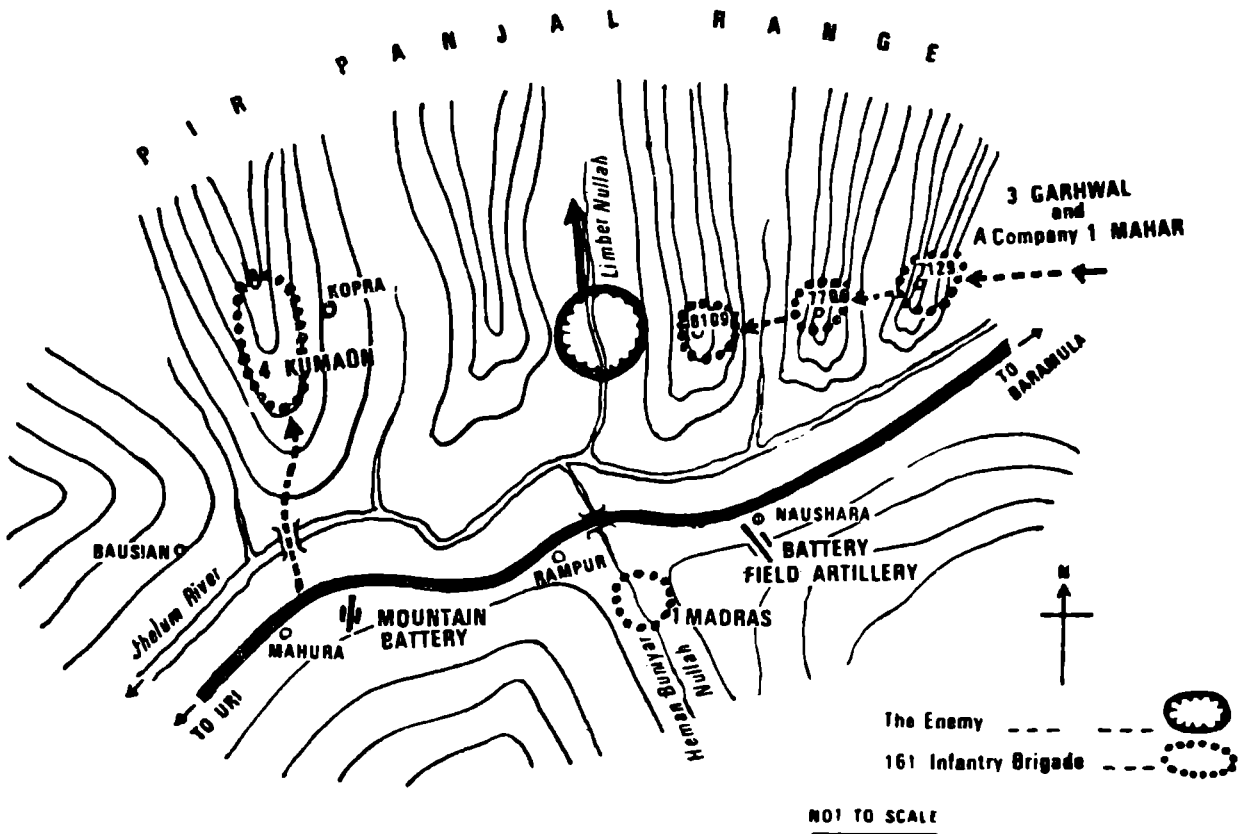 PIR PANJAL RANGE
Limber Nullah
3 GARHWAL
and
A Company 1 MAHAR
7129
7706
8109
KOPRA
4 KUMAON
TO
BARAMULA
NAUSHARA
BATTERY
FIELD ARTILLERY
BAUSIAN
RAMPUR
1 MADRAS
Jhelum River
MOUNTAIN
BATTERY
MAHURA
Heman Buniyar
Nullah
TO URI
N
The Enemy
161 Infantry Brigade
NOT TO SCALE